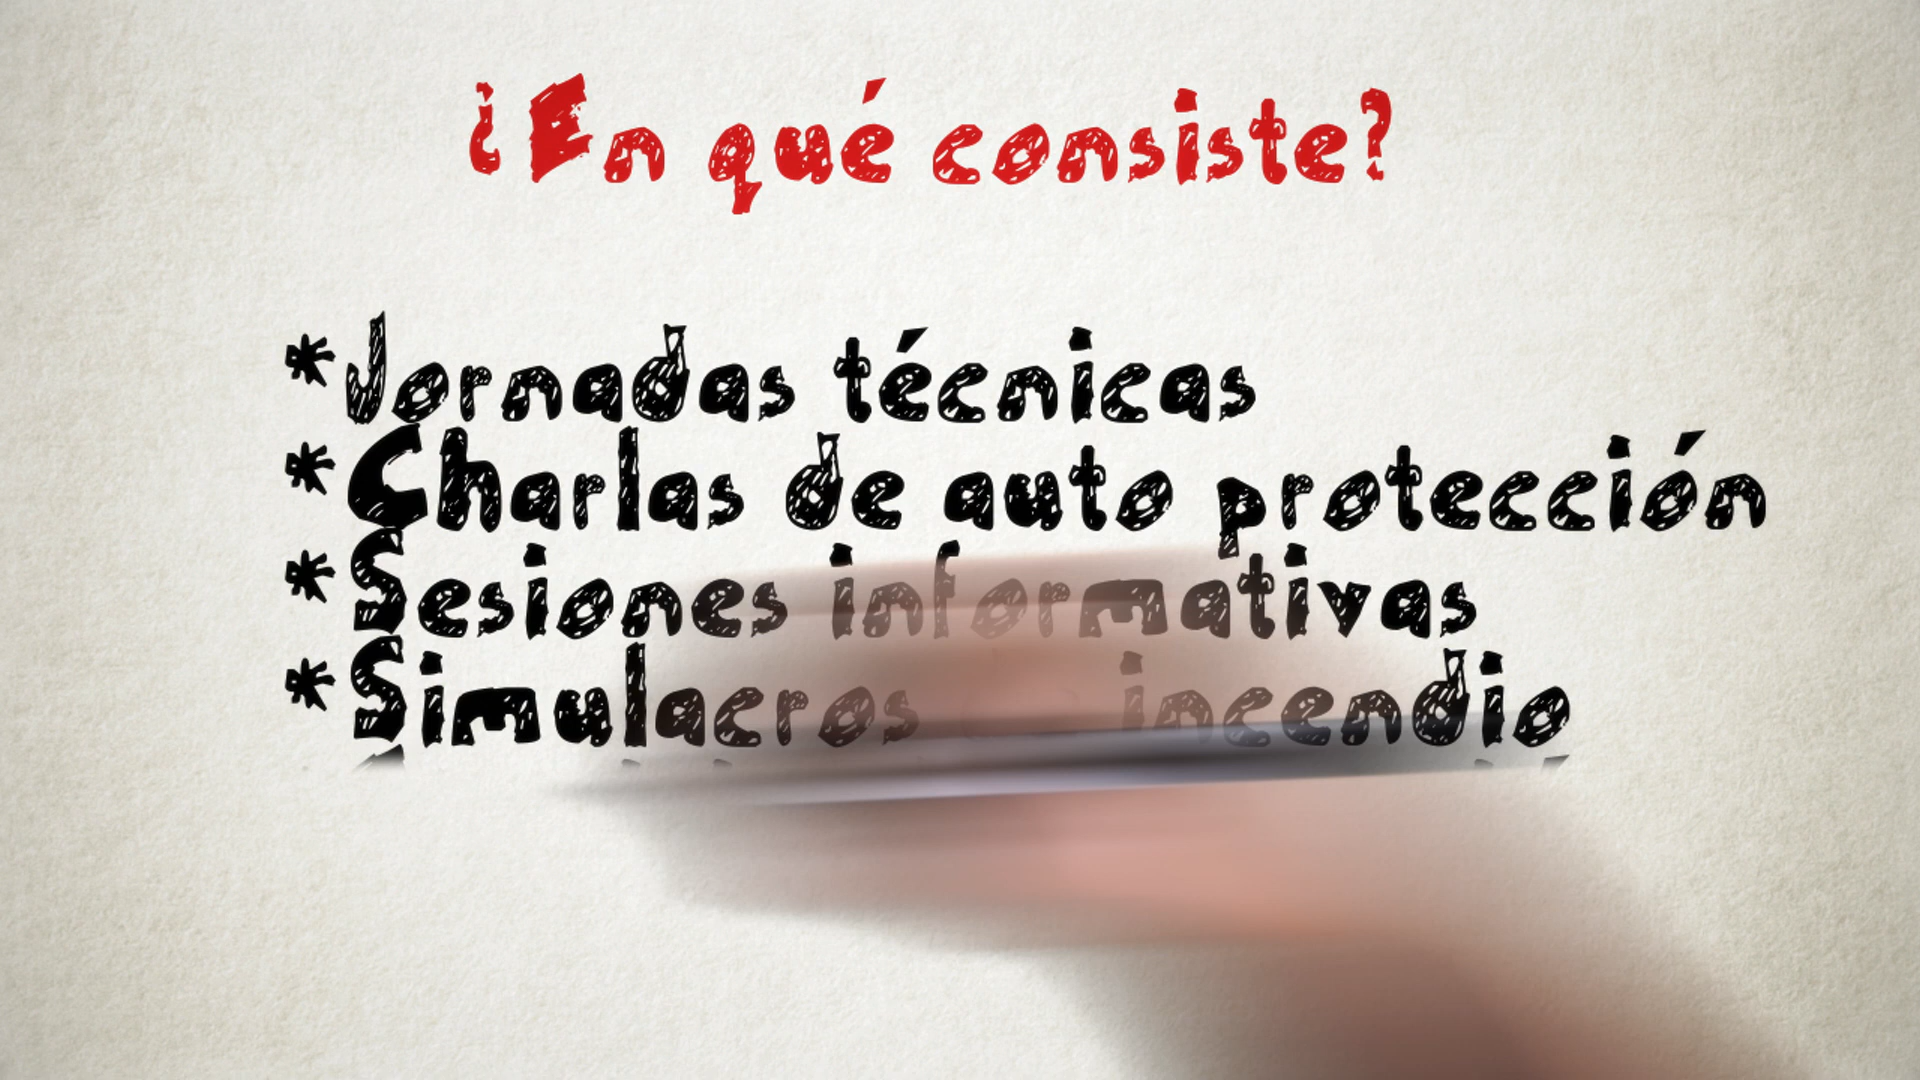 ¿En qué consiste?
*Jornadas técnicas
*Charlas de auto protección
*Sesiones informativas
*Simulacros incendio